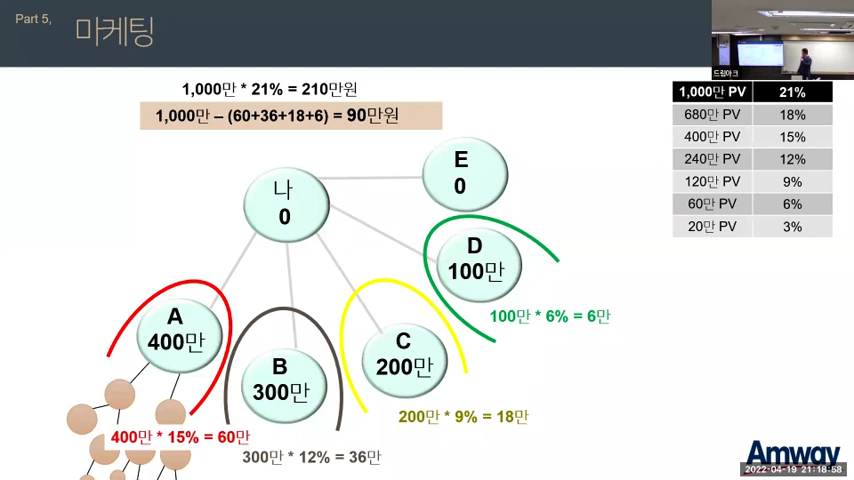 Part 5,
마케팅
드림아크
1,000만 * 21% = 210만원
1,000만 – (60+36+18+6) = 90만원
1,000만 PV 21%
680만 PV 18%
400만 PV 15%
240만 PV 12%
120만 PV 9%
60만 PV 6%
20만 PV 3%
나
0
E
0
D
100만
100만 * 6% = 6만
A
400만
B
300만
C
200만
200만 * 9% = 18만
400만 * 15% = 60만
300만 * 12% = 36만
Amway
2022-04-19 21:18:58